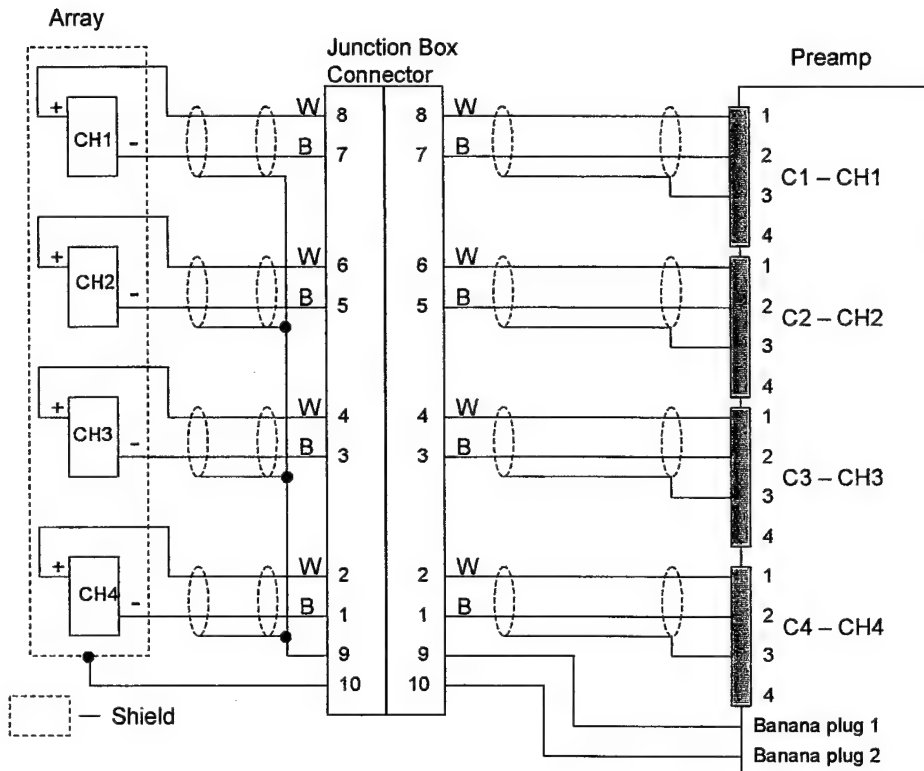 Array
Junction Box
Connector
Preamp
+ CH1 - W 8 8 W 1
B 7 7 B 2
C1 – CH1
3
4
+ CH2 - W 6 6 W 1
B 5 5 B 2
C2 – CH2
3
4
+ CH3 - W 4 4 W 1
B 3 3 B 2
C3 – CH3
3
4
+ CH4 - W 2 2 W 1
B 1 1 B 2
C4 – CH4
9 9 3
10 10 4
— Shield
Banana plug 1
Banana plug 2